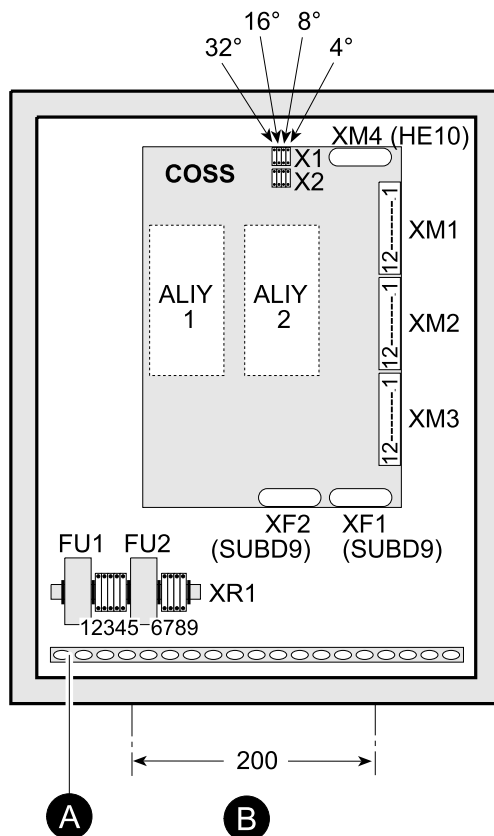 16° 8°
32° 4°
XM4 (HE10)
X1
COSS
X2
XM1
12 1
ALIY
1
ALIY
2
XM2
12 1
XM3
12 1
XF2
(SUBD9)
XF1
(SUBD9)
FU1 FU2
XR1
12345 6789
200
A
B